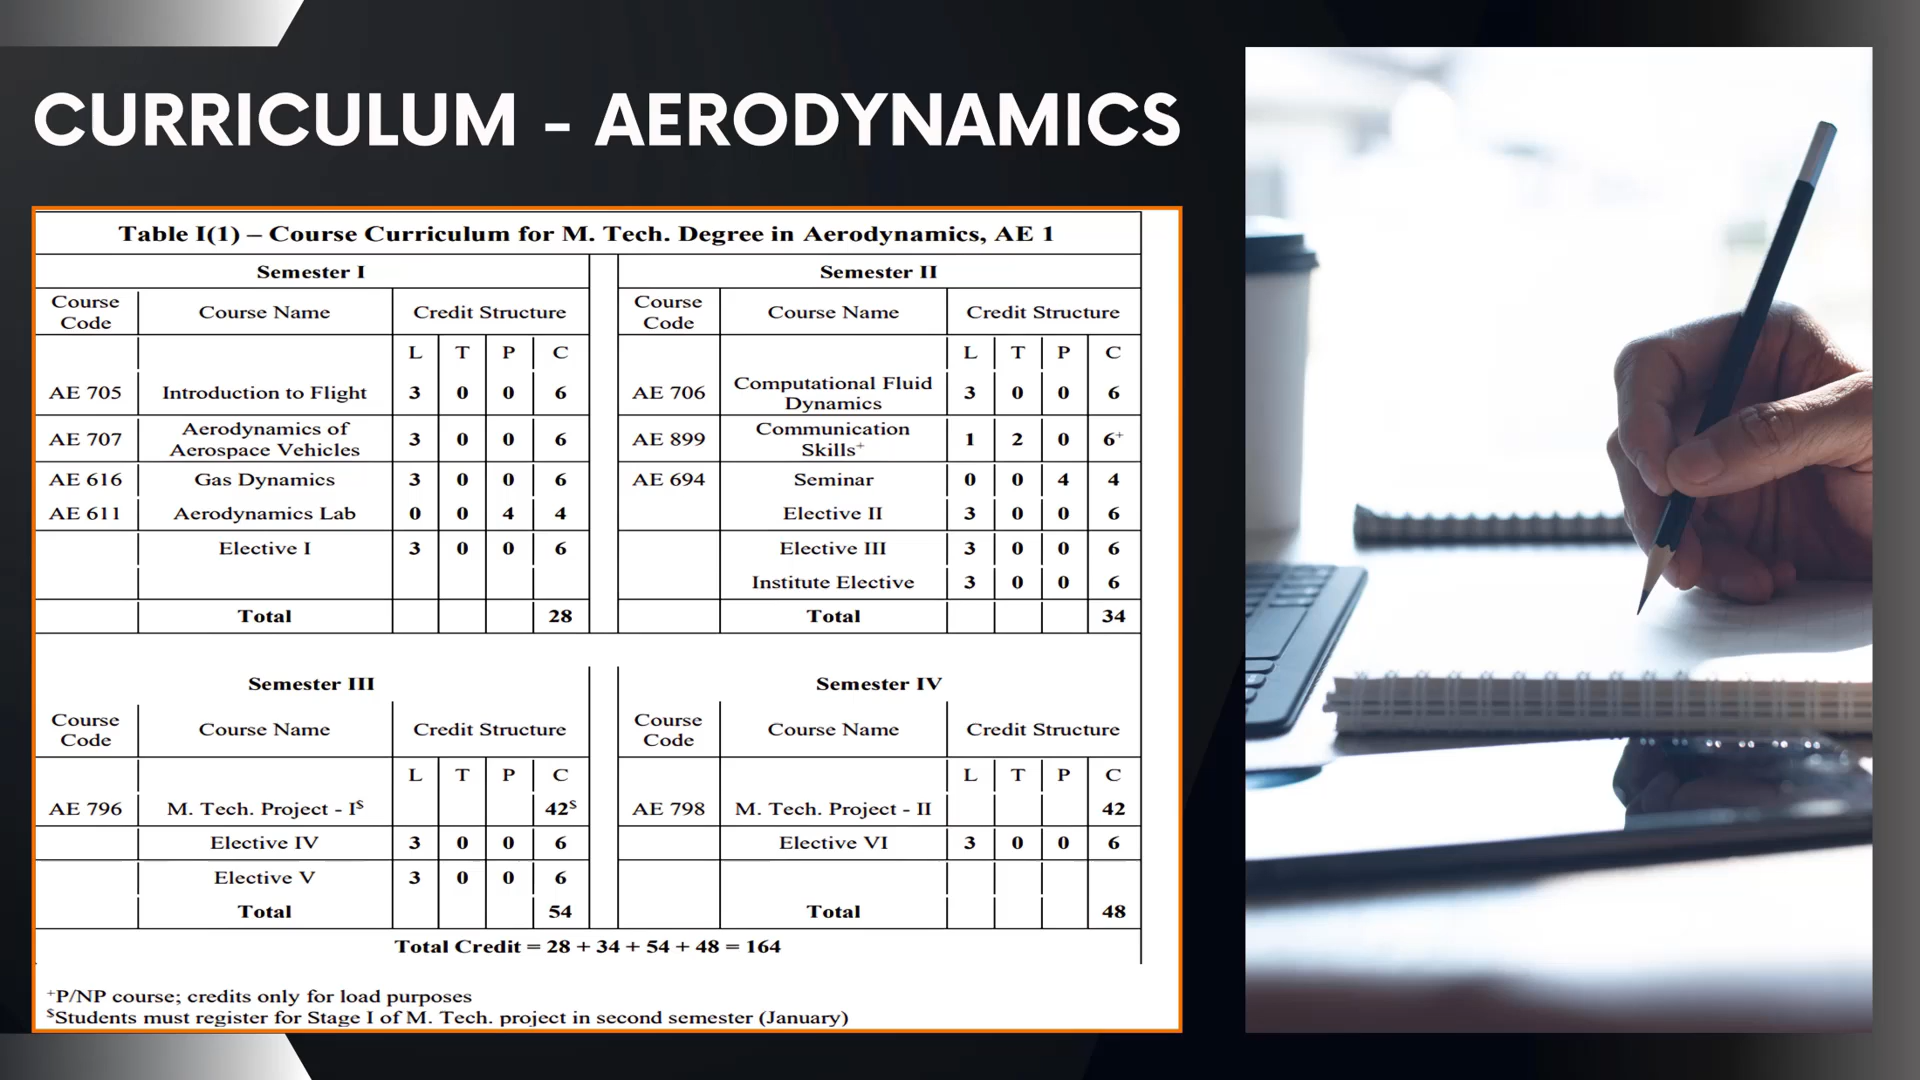 CURRICULUM - AERODYNAMICS
Table I(1) – Course Curriculum for M. Tech. Degree in Aerodynamics, AE 1
Semester I
Course Code Course Name Credit Structure
L T P C
AE 705 Introduction to Flight 3 0 0 6
AE 707 Aerodynamics of Aerospace Vehicles 3 0 0 6
AE 616 Gas Dynamics 3 0 0 6
AE 611 Aerodynamics Lab 0 0 4 4
Elective I 3 0 0 6
Total 28
Semester II
Course Code Course Name Credit Structure
L T P C
AE 706 Computational Fluid Dynamics 3 0 0 6
AE 899 Communication Skills+ 1 2 0 6+
AE 694 Seminar 0 0 4 4
Elective II 3 0 0 6
Elective III 3 0 0 6
Institute Elective 3 0 0 6
Total 34
Semester III
Course Code Course Name Credit Structure
L T P C
AE 796 M. Tech. Project - I$ 42$
Elective IV 3 0 0 6
Elective V 3 0 0 6
Total 54
Semester IV
Course Code Course Name Credit Structure
L T P C
AE 798 M. Tech. Project - II 42
Elective VI 3 0 0 6
Total 48
Total Credit = 28 + 34 + 54 + 48 = 164
+P/NP course; credits only for load purposes
$Students must register for Stage I of M. Tech. project in second semester (January)